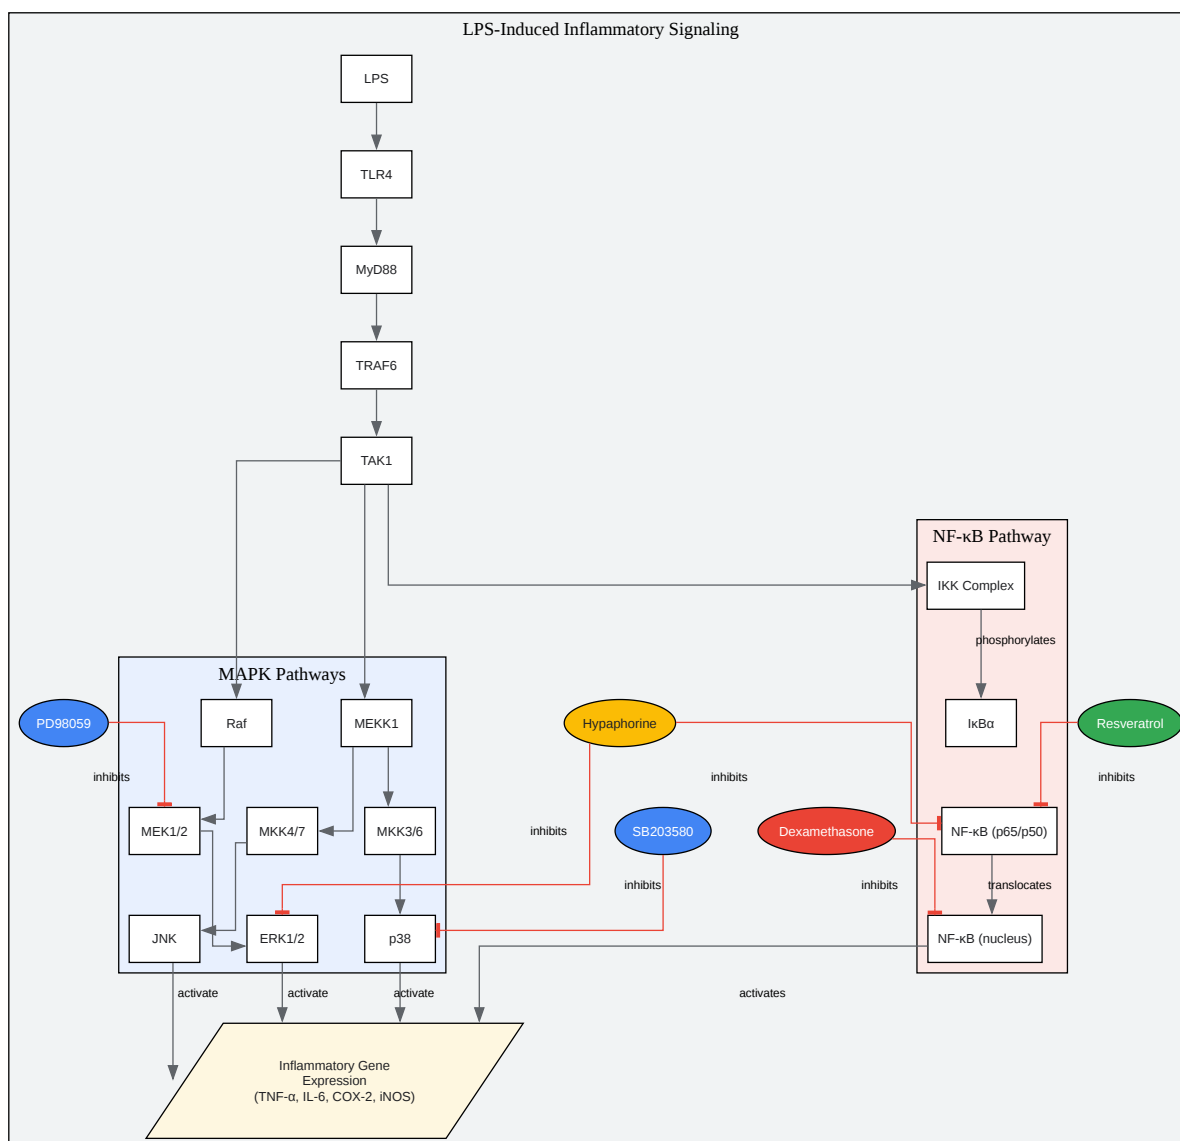 LPS-Induced Inflammatory Signaling
LPS
TLR4
MyD88
TRAF6
TAK1
NF-κB Pathway
IKK Complex
phosphorylates
MAPK Pathways
PD98059
Raf
MEKK1
Hypaphorine
IκBα
Resveratrol
inhibits
inhibits
inhibits
MEK1/2
MKK4/7
MKK3/6
inhibits
SB203580
Dexamethasone
NF-κB (p65/p50)
inhibits
inhibits
translocates
JNK
ERK1/2
p38
NF-κB (nucleus)
activate
activate
activate
activates
Inflammatory Gene
Expression
(TNF-α, IL-6, COX-2, iNOS)